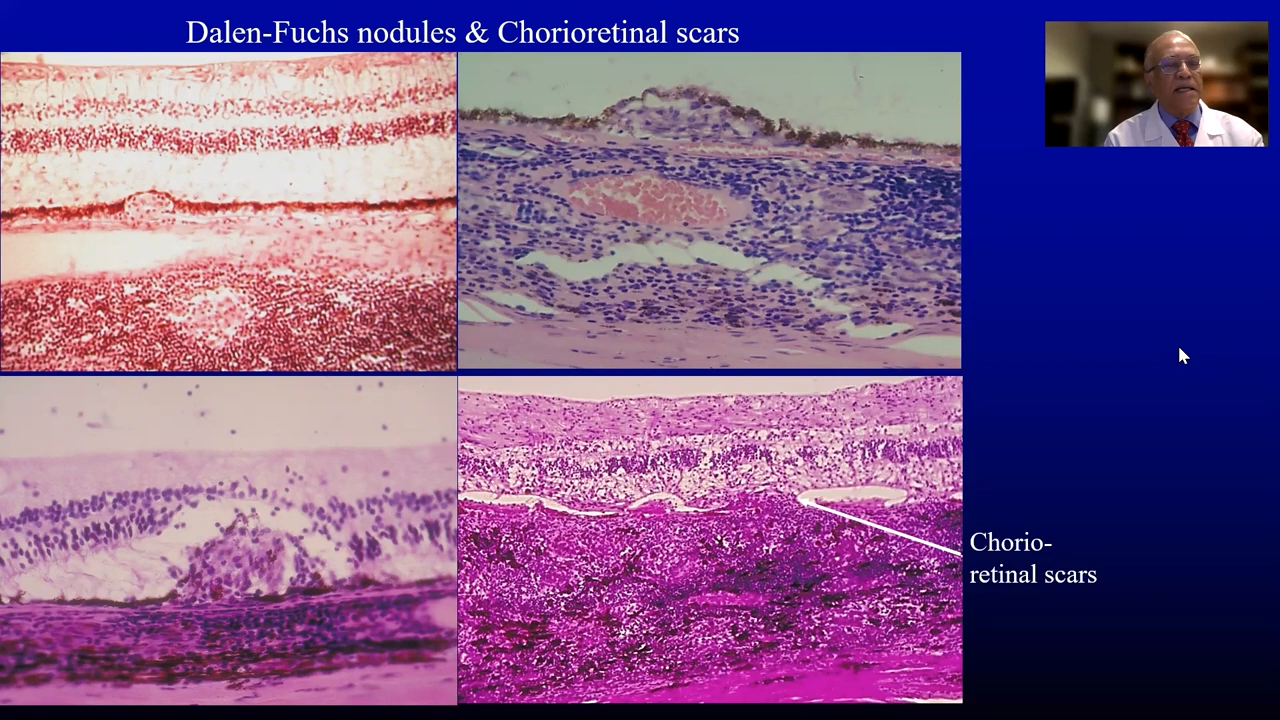 Dalen-Fuchs nodules & Chorioretinal scars
Chorio-
retinal scars